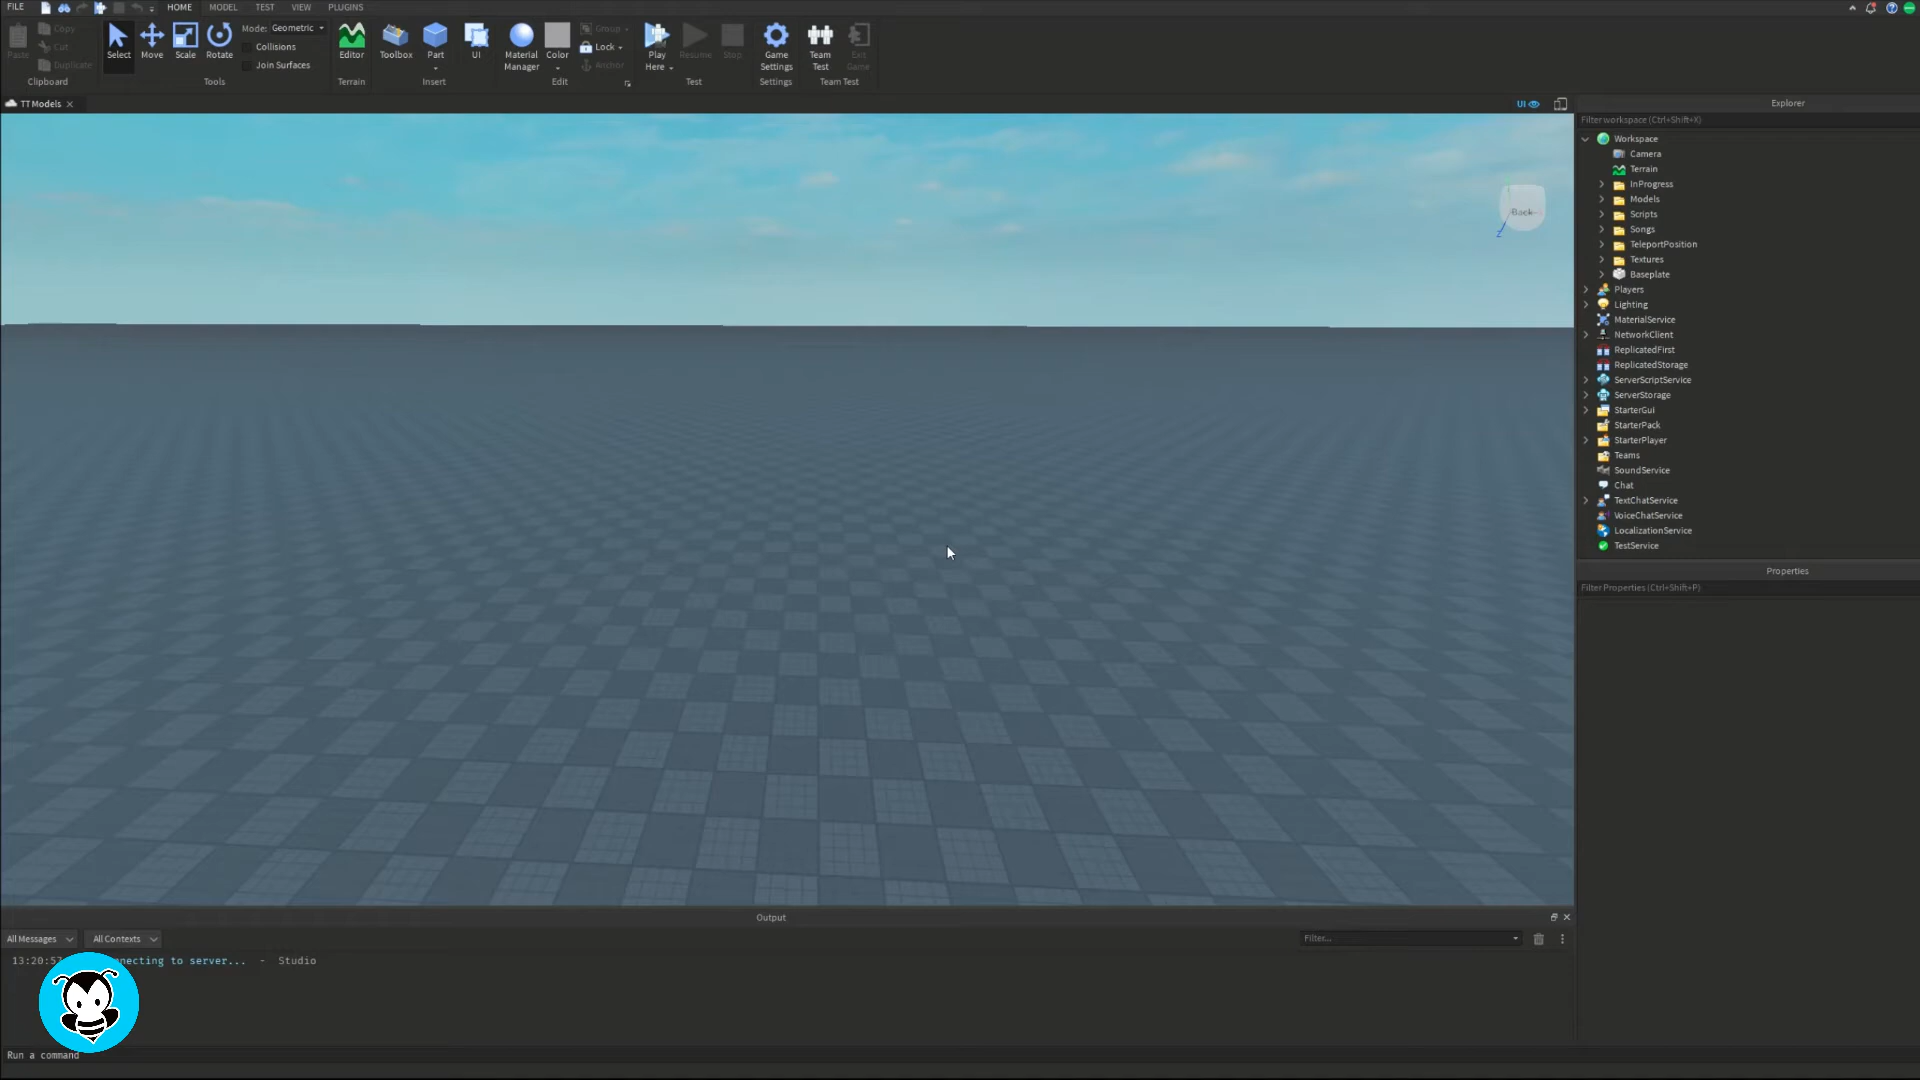 FILE HOME MODEL TEST VIEW PLUGINS
Copy
Cut
Duplicate
Paste
Clipboard
Select Move Scale Rotate
Mode: Geometric
Collisions
Join Surfaces
Tools
Editor
Terrain
Toolbox Part UI
Insert
Material Manager
Color
Group
Lock
Anchor
Edit
Play Here
Resume Stop
Test
Game Settings
Settings
Team Test
Exit Game
Team Test
TT Models
UI
Back
Z
Explorer
Filter workspace (Ctrl+Shift+X)
Workspace
Camera
Terrain
InProgress
Models
Scripts
Songs
TeleportPosition
Textures
Baseplate
Players
Lighting
MaterialService
NetworkClient
ReplicatedFirst
ReplicatedStorage
ServerScriptService
ServerStorage
StarterGui
StarterPack
StarterPlayer
Teams
SoundService
Chat
TextChatService
VoiceChatService
LocalizationService
TestService
Properties
Filter Properties (Ctrl+Shift+P)
Output
All Messages All Contexts Filter...
to server... - Studio
Run a command